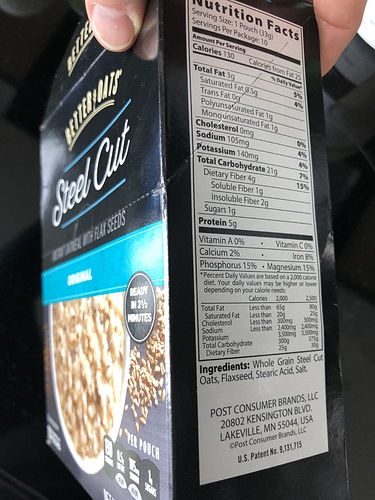 BETTER OATS
BETTER OATS
Steel Cut
INSTANT OATMEAL WITH FLAX SEEDS
ORIGINAL
READY IN 2½ MINUTES
PER POUCH
Nutrition Facts
Serving Size: 1 Pouch (33g)
Servings Per Package: 10
Amount Per Serving
Calories 130 Calories from Fat 25
% Daily Value*
Total Fat 3g 5%
Saturated Fat 0.5g 4%
Trans Fat 0g
Polyunsaturated Fat 1g
Monounsaturated Fat 1g
Cholesterol 0mg 0%
Sodium 105mg 4%
Potassium 140mg 4%
Total Carbohydrate 21g 7%
Dietary Fiber 4g 15%
Soluble Fiber 1g
Insoluble Fiber 2g
Sugars 1g
Protein 5g
Vitamin A 0% • Vitamin C 0%
Calcium 2% • Iron 8%
Phosphorus 15% • Magnesium 15%
*Percent Daily Values are based on a 2,000 calorie
diet. Your daily values may be higher or lower
depending on your calorie needs:
Calories 2,000 2,500
Total Fat Less than 65g 80g
Saturated Fat Less than 20g 25g
Cholesterol Less than 300mg 300mg
Sodium Less than 2,400mg 2,400mg
Potassium 3,500mg 3,500mg
Total Carbohydrate 300g 375g
Dietary Fiber 25g 30g
Ingredients: Whole Grain Steel Cut
Oats, Flaxseed, Stearic Acid, Salt.
POST CONSUMER BRANDS, LLC
20802 KENSINGTON BLVD.
LAKEVILLE, MN 55044, USA
©Post Consumer Brands, LLC
U.S. Patent No. 9,131,715